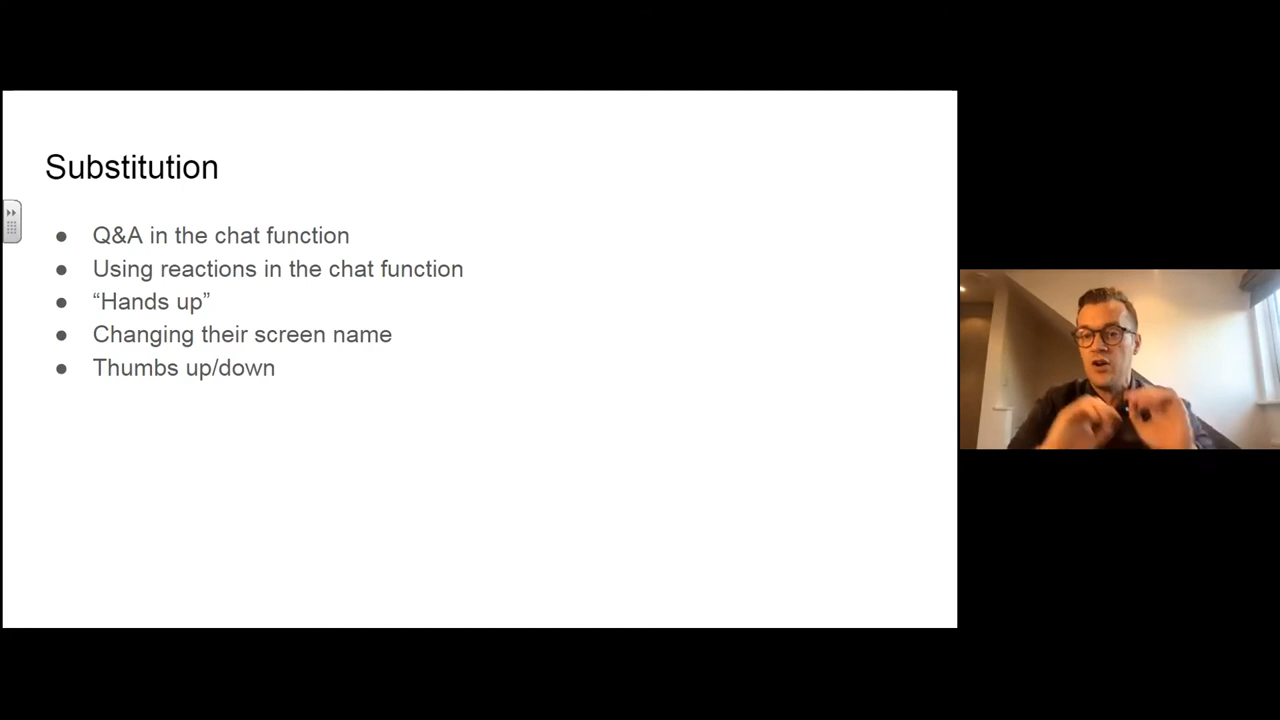 Substitution
● Q&A in the chat function
● Using reactions in the chat function
● “Hands up”
● Changing their screen name
● Thumbs up/down